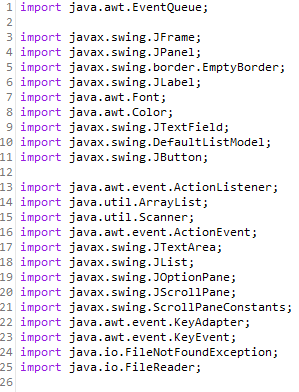 1 import java.awt.EventQueue;
2
3 import javax.swing.JFrame;
4 import javax.swing.JPanel;
5 import javax.swing.border.EmptyBorder;
6 import javax.swing.JLabel;
7 import java.awt.Font;
8 import java.awt.Color;
9 import javax.swing.JTextField;
10 import javax.swing.DefaultListModel;
11 import javax.swing.JButton;
12
13 import java.awt.event.ActionListener;
14 import java.util.ArrayList;
15 import java.util.Scanner;
16 import java.awt.event.ActionEvent;
17 import javax.swing.JTextArea;
18 import javax.swing.JList;
19 import javax.swing.JOptionPane;
20 import javax.swing.JScrollPane;
21 import javax.swing.ScrollPaneConstants;
22 import java.awt.event.KeyAdapter;
23 import java.awt.event.KeyEvent;
24 import java.io.FileNotFoundException;
25 import java.io.FileReader;
26